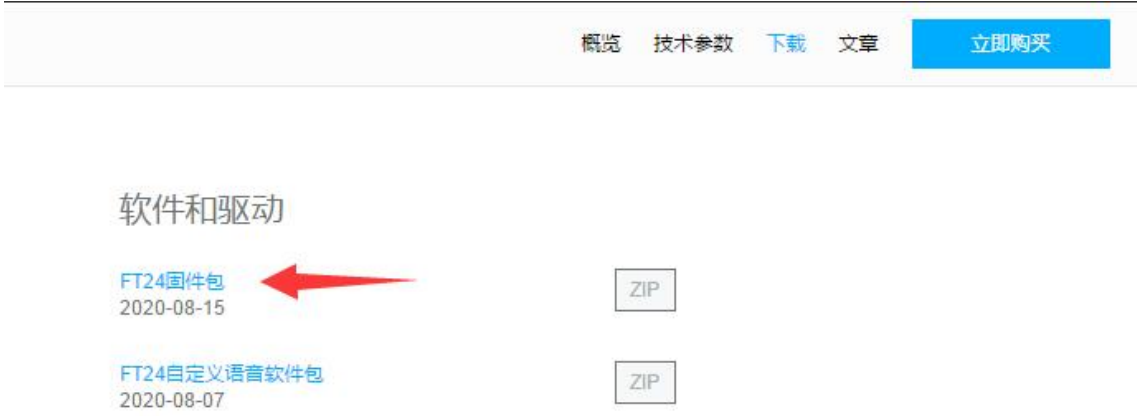 概览 技术参数 下载 文章 立即购买
软件和驱动
FT24固件包 ZIP
2020-08-15
FT24自定义语音软件包 ZIP
2020-08-07